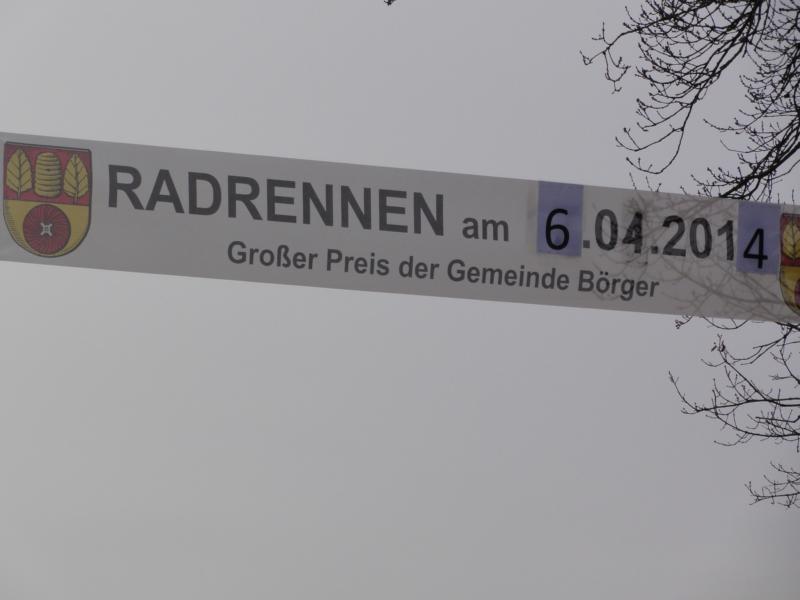 RADRENNEN am 6.04.2014
Großer Preis der Gemeinde Börger